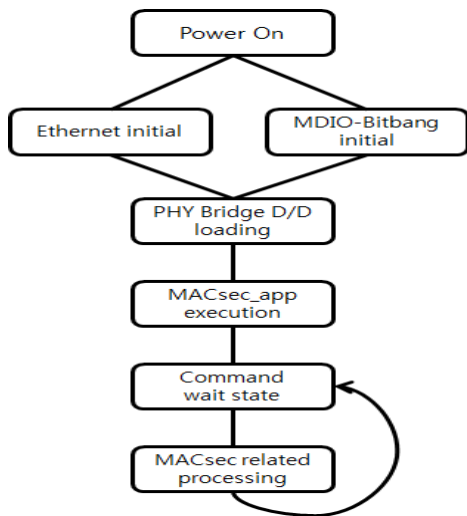 Power On
Ethernet initial
MDIO-Bitbang
initial
PHY Bridge D/D
loading
MACsec_app
execution
Command
wait state
MACsec related
processing